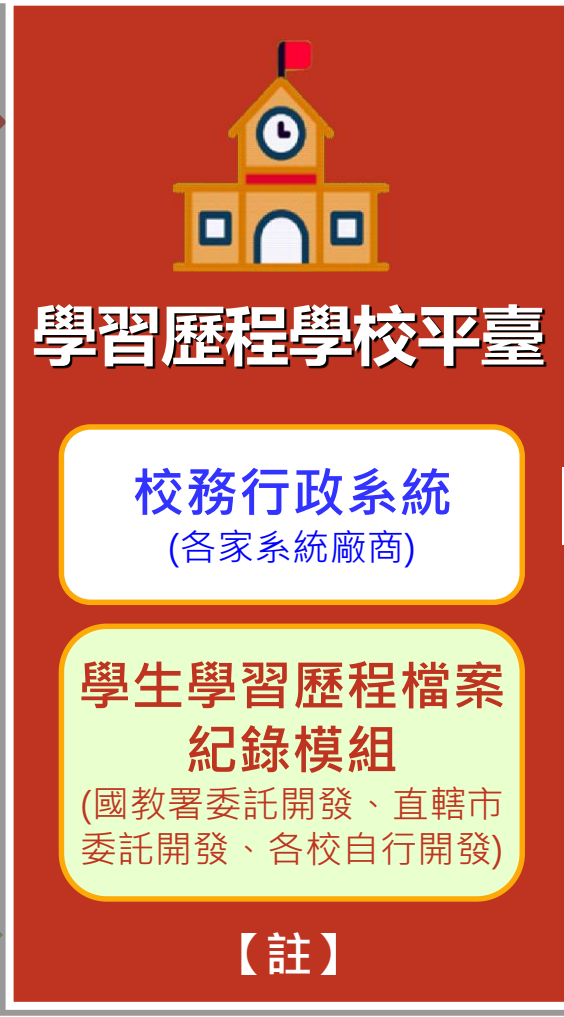 學習歷程學校平臺
校務行政系統
(各家系統廠商)
學生學習歷程檔案
紀錄模組
(國教署委託開發、直轄市
委託開發、各校自行開發)
【註】